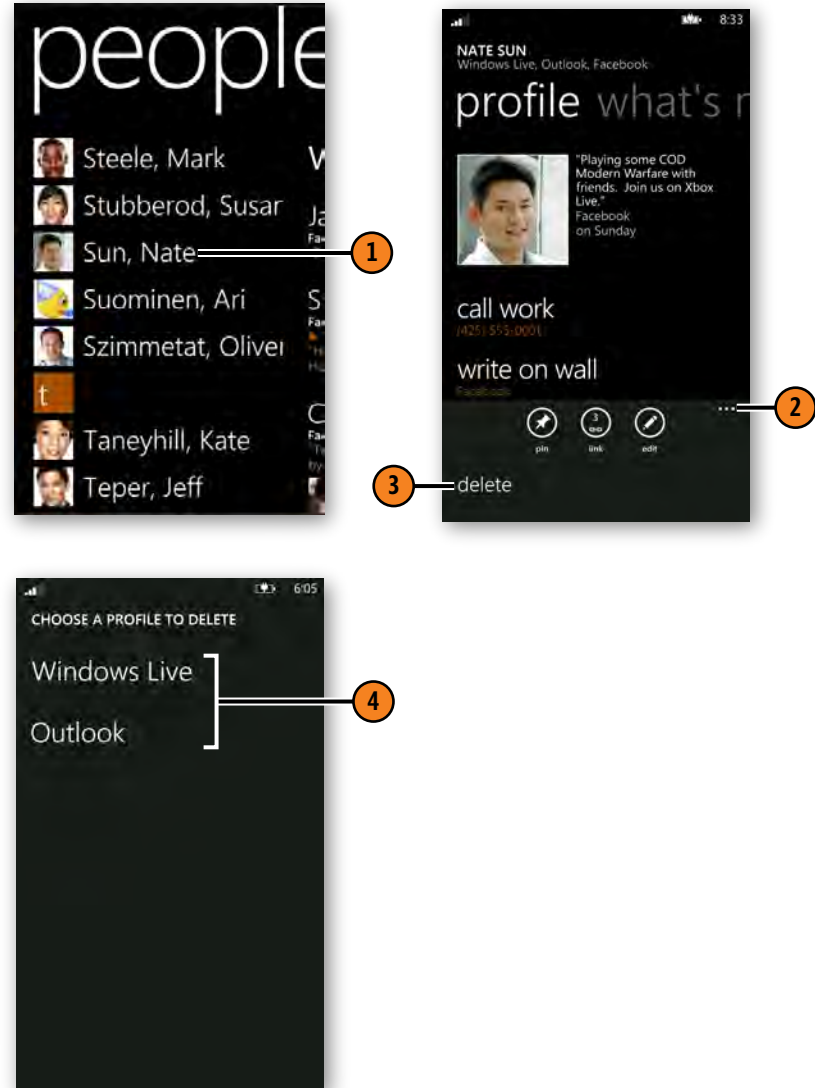 people
Steele, Mark
Stubberod, Susar
Sun, Nate
Suominen, Ari
Szimmetat, Oliver
t
Taneyhill, Kate
Teper, Jeff
1
8:33
NATE SUN
Windows Live, Outlook, Facebook
profile what's
"Playing some COD
Modern Warfare with
friends. Join us on Xbox
Live."
Facebook
on Sunday
call work
(425) 555-0001
write on wall
Facebook
...
2
3
pin
link
edit
3
delete
6:05
CHOOSE A PROFILE TO DELETE
Windows Live
Outlook
4